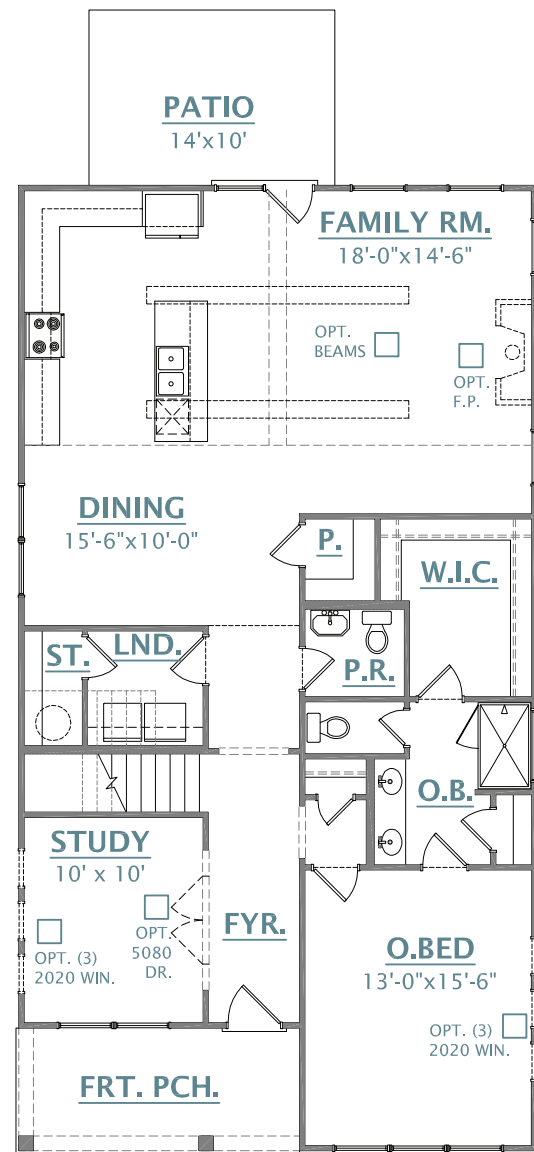 PATIO
14'x10'
FAMILY RM.
18'-0"x14'-6"
OPT.
BEAMS
OPT.
F.P.
DINING
15'-6"x10'-0"
P.
W.I.C.
ST.
LND.
P.R.
O.B.
STUDY
10' x 10'
OPT. (3)
2020 WIN.
OPT.
5080
DR.
FYR.
O.BED
13'-0"x15'-6"
OPT. (3)
2020 WIN.
FRT. PCH.